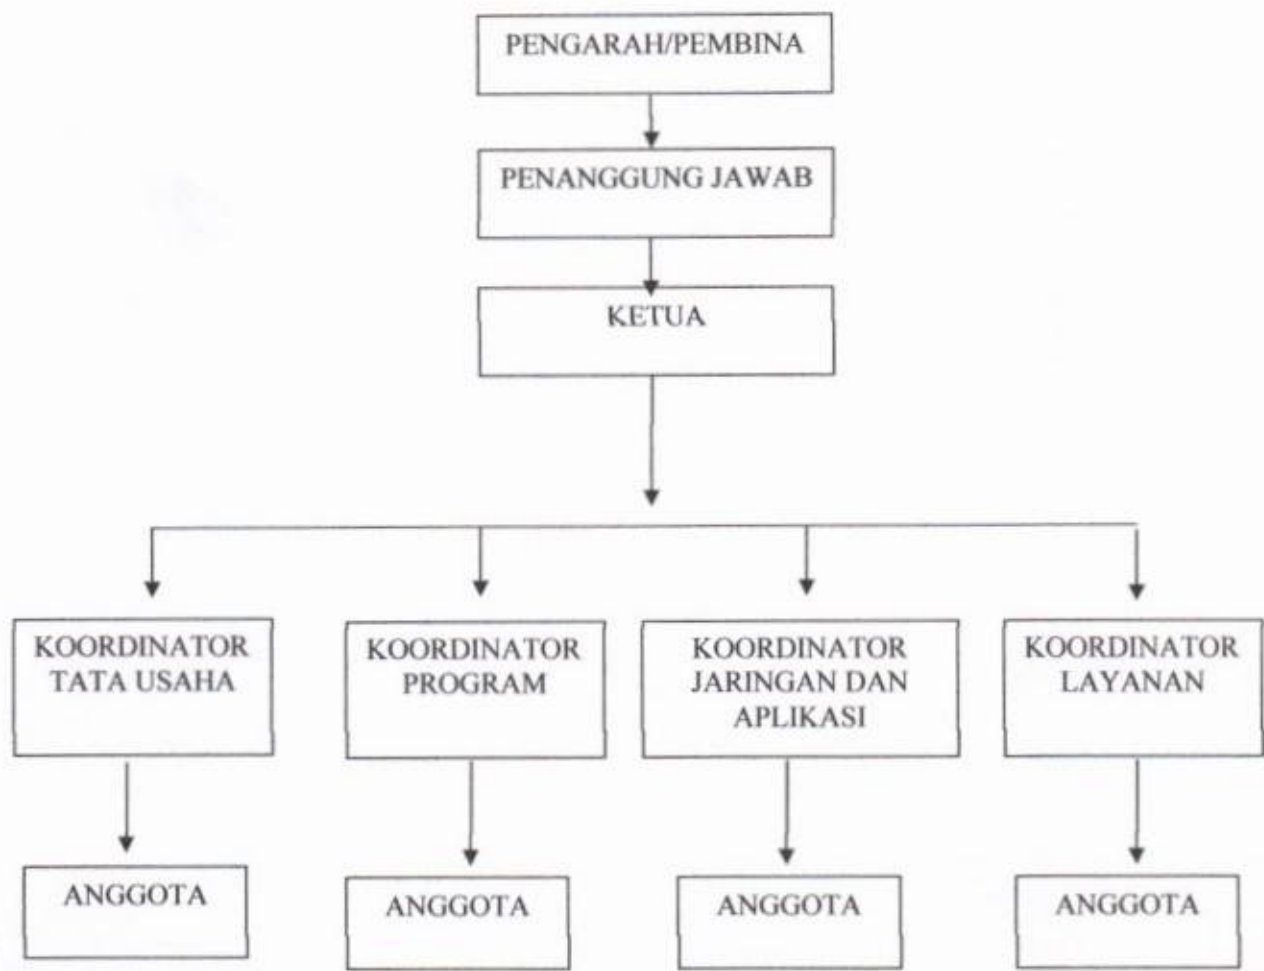 PENGARAH/PEMBINA
PENANGGUNG JAWAB
KETUA
KOORDINATOR
TATA USAHA
KOORDINATOR
PROGRAM
KOORDINATOR
JARINGAN DAN
APLIKASI
KOORDINATOR
LAYANAN
ANGGOTA
ANGGOTA
ANGGOTA
ANGGOTA